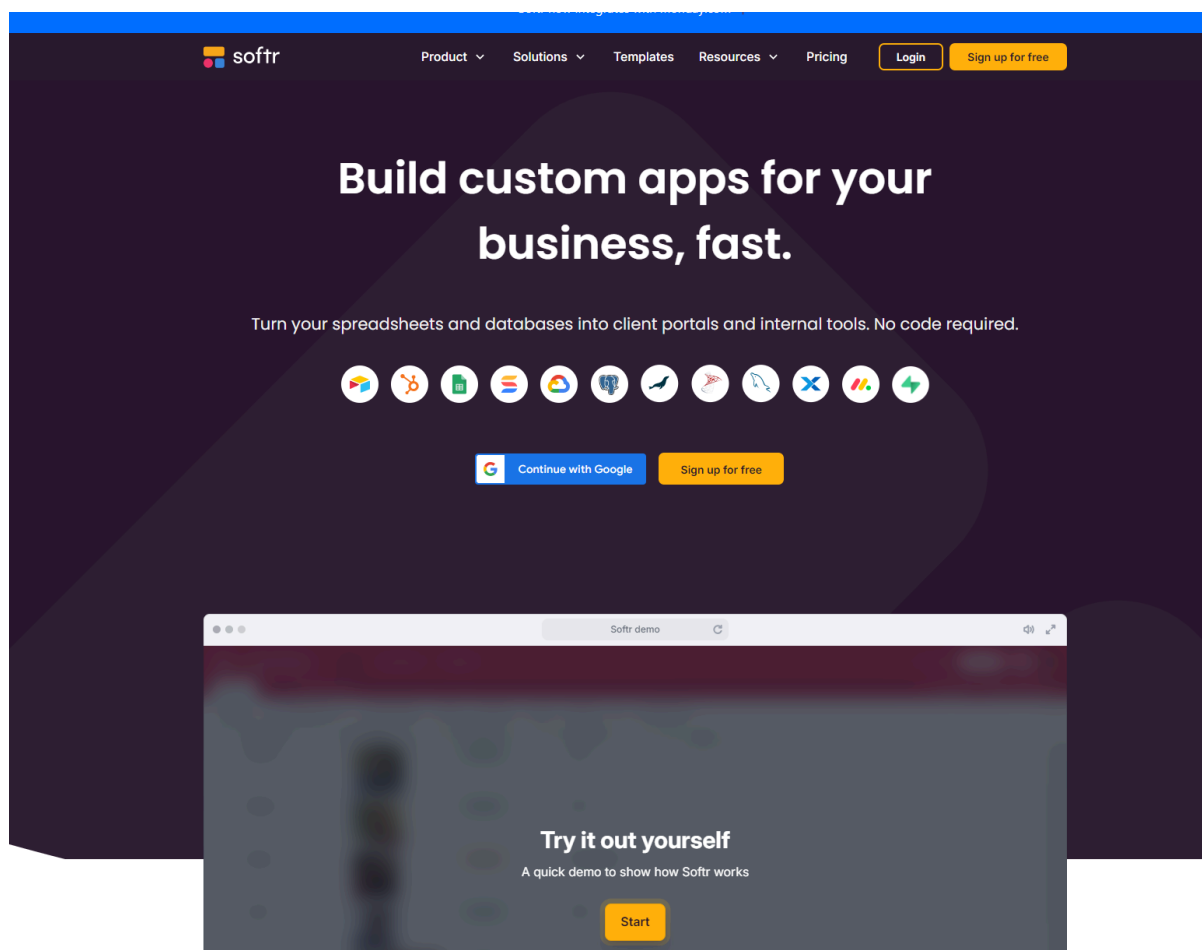 softr
Product
Solutions
Templates
Resources
Pricing
Login
Sign up for free
Build custom apps for your
business, fast.
Turn your spreadsheets and databases into client portals and internal tools. No code required.
G Continue with Google
Sign up for free
Softr demo
Try it out yourself
A quick demo to show how Softr works
Start